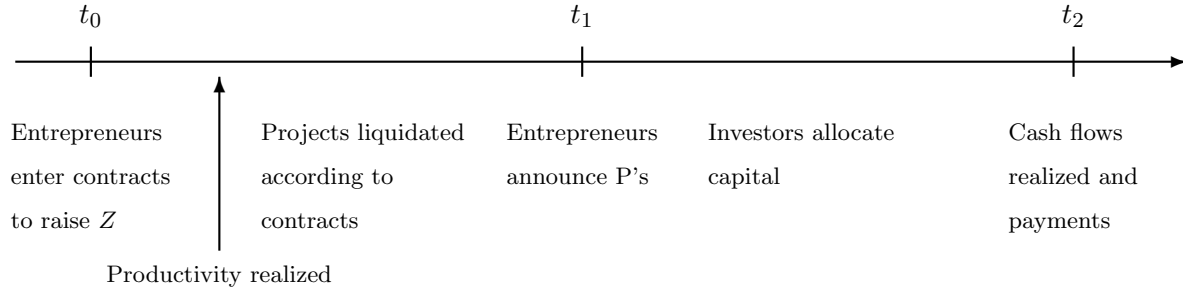 t₀
t₁
t₂
Entrepreneurs
enter contracts
to raise Z
Projects liquidated
according to
contracts
Entrepreneurs
announce P's
Investors allocate
capital
Cash flows
realized and
payments
Productivity realized